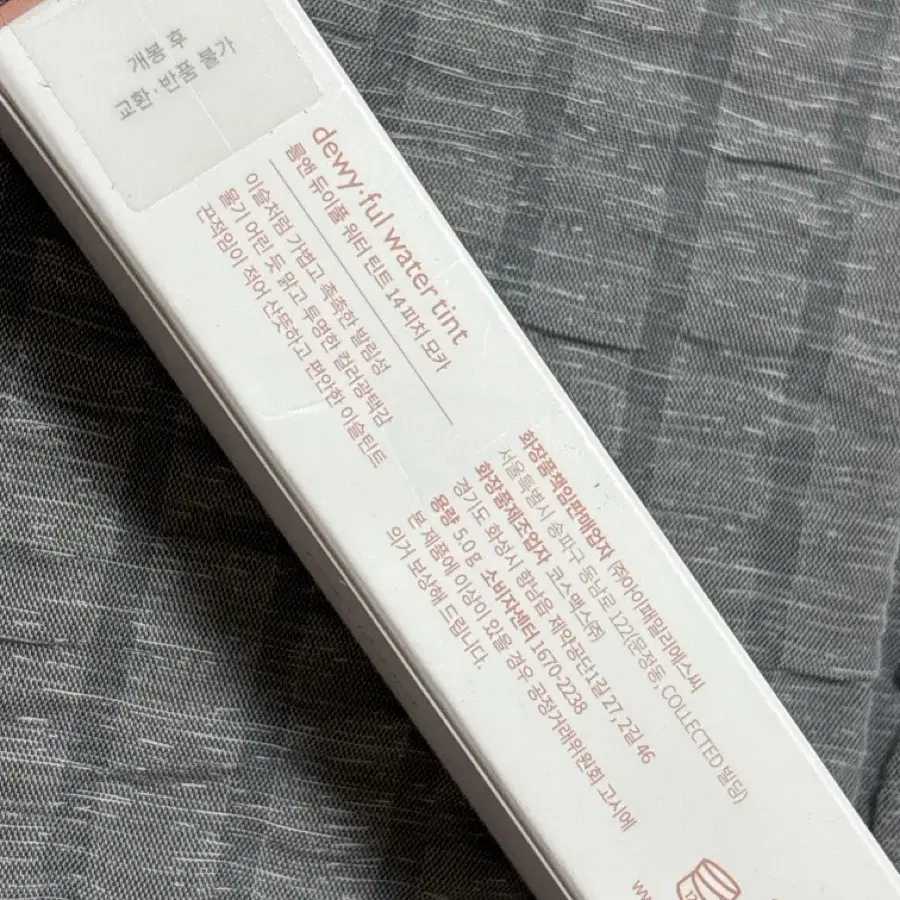 개봉 후
교환·반품 불가
dewy·ful water tint
롬앤 듀이풀 워터 틴트 14 피치 모카
이슬처럼 가볍고 촉촉한 발림성
물기 어린 듯 맑고 투명한 컬러광택감
끈적임이 적어 산뜻하고 편안한 이슬틴트
화장품책임판매업자 ㈜아이패밀리에스씨
서울특별시 송파구 동남로 122(문정동, COLLECTED 빌딩)
화장품제조업자 코스맥스㈜
경기도 화성시 향남읍 제약공단1길 27, 2길 46
용량 5.0 g 소비자센터 1670-2238
본 제품에 이상이 있을 경우 공정거래위원회 고시에
의거 보상해 드립니다.